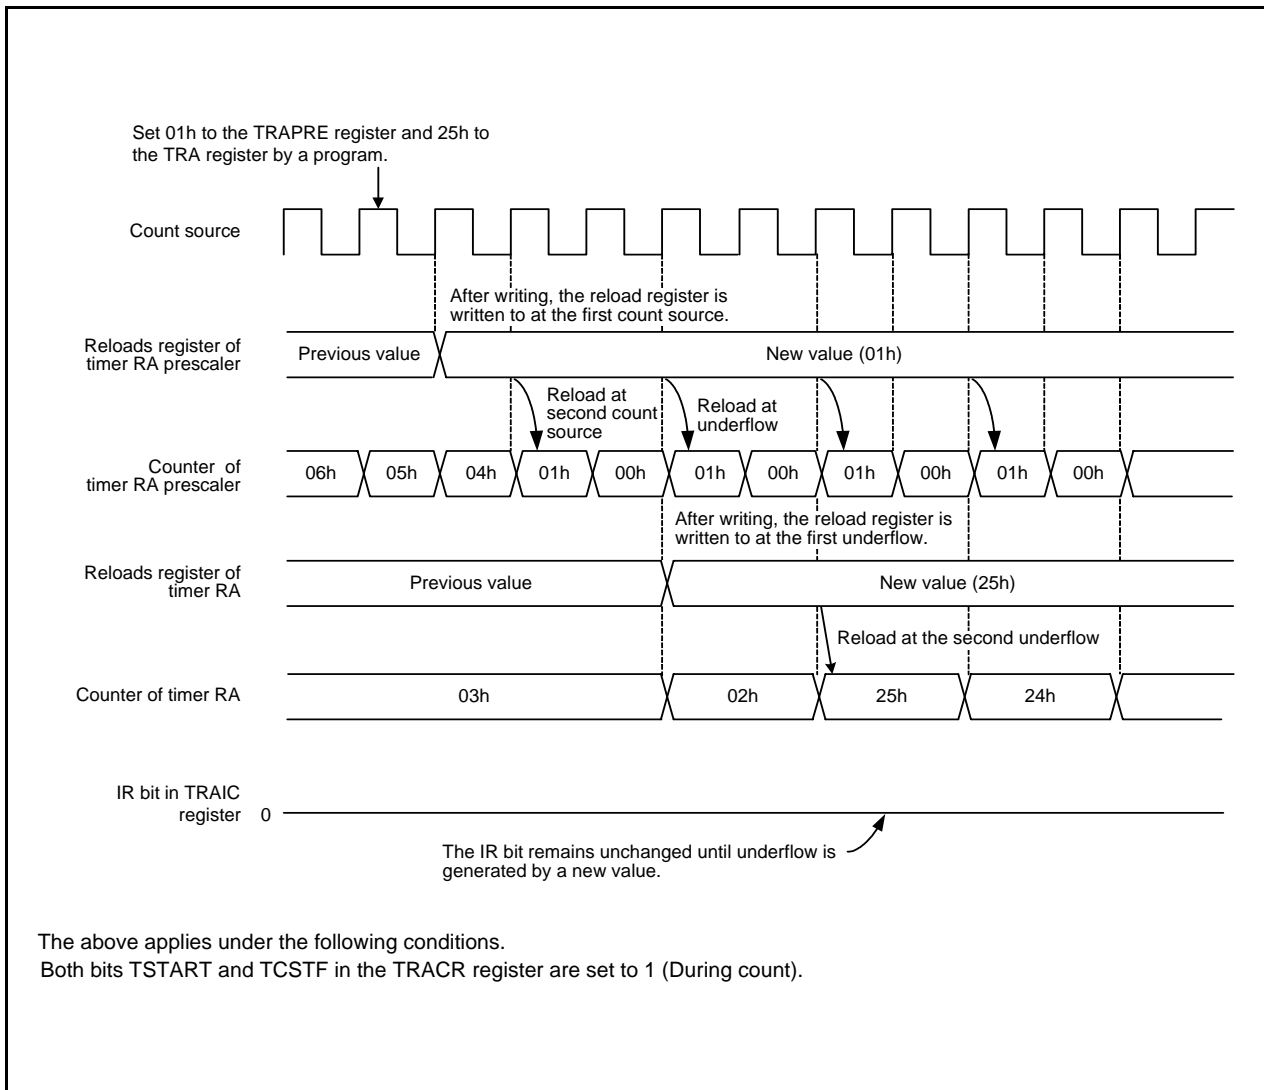 Set 01h to the TRAPRE register and 25h to
the TRA register by a program.
Count source
After writing, the reload register is
written to at the first count source.
Reloads register of
timer RA prescaler
Previous value
New value (01h)
Reload at
second count
source
Reload at
underflow
Counter of
timer RA prescaler
06h 05h 04h 01h 00h 01h 00h 01h 00h 01h 00h
After writing, the reload register is
written to at the first underflow.
Reloads register of
timer RA
Previous value
New value (25h)
Reload at the second underflow
Counter of timer RA
03h 02h 25h 24h
IR bit in TRAIC
register 0
The IR bit remains unchanged until underflow is
generated by a new value.
The above applies under the following conditions.
Both bits TSTART and TCSTF in the TRACR register are set to 1 (During count).